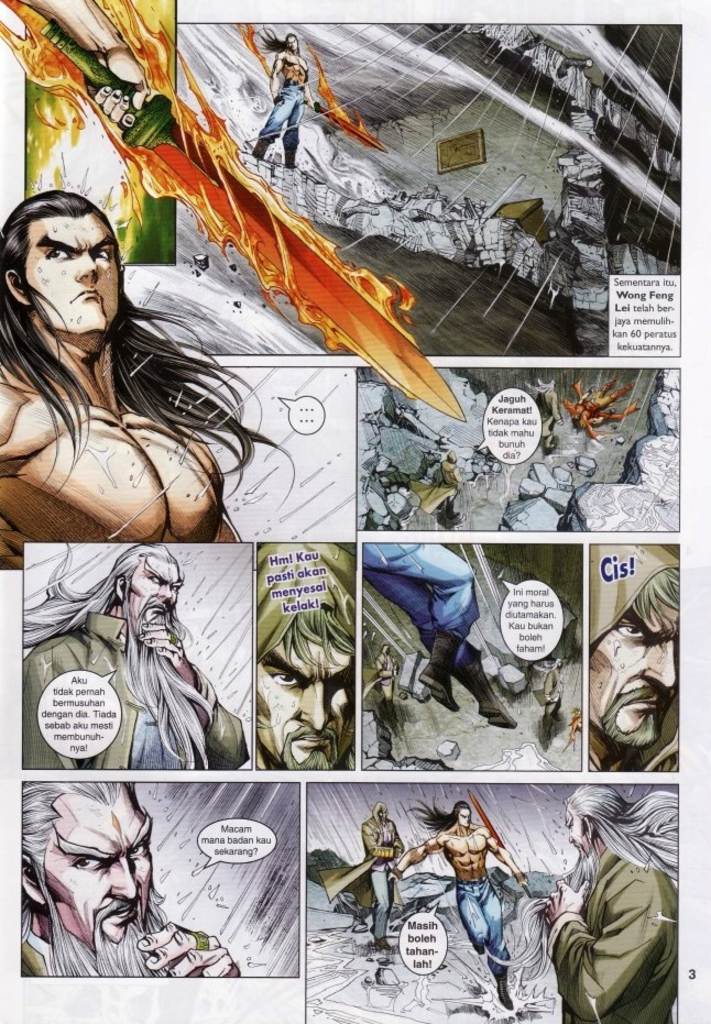 Sementara itu,
Wong Feng
Lei telah ber-
jaya memulih-
kan 60 peratus
kekuatannya.
...
Jaguh
Keramat!
Kenapa kau
tidak mahu
bunuh
dia?
Aku
tidak pernah
bermusuhan
dengan dia. Tiada
sebab aku mesti
membunuh-
nya!
Hm! Kau
pasti akan
menyesal
kelak!
Ini moral
yang harus
diutamakan.
Kau bukan
boleh
faham!
Cis!
Macam
mana badan kau
sekarang?
Masih
boleh
tahan-
lah!
3